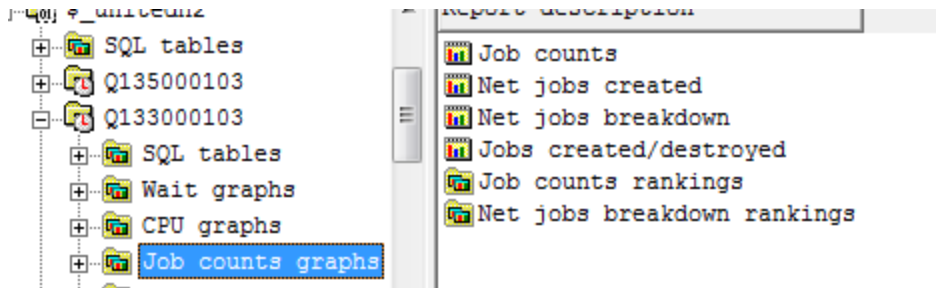 SQL tables
Q135000103
Q133000103
SQL tables
Wait graphs
CPU graphs
Job counts graphs
Report description
Job counts
Net jobs created
Net jobs breakdown
Jobs created/destroyed
Job counts rankings
Net jobs breakdown rankings